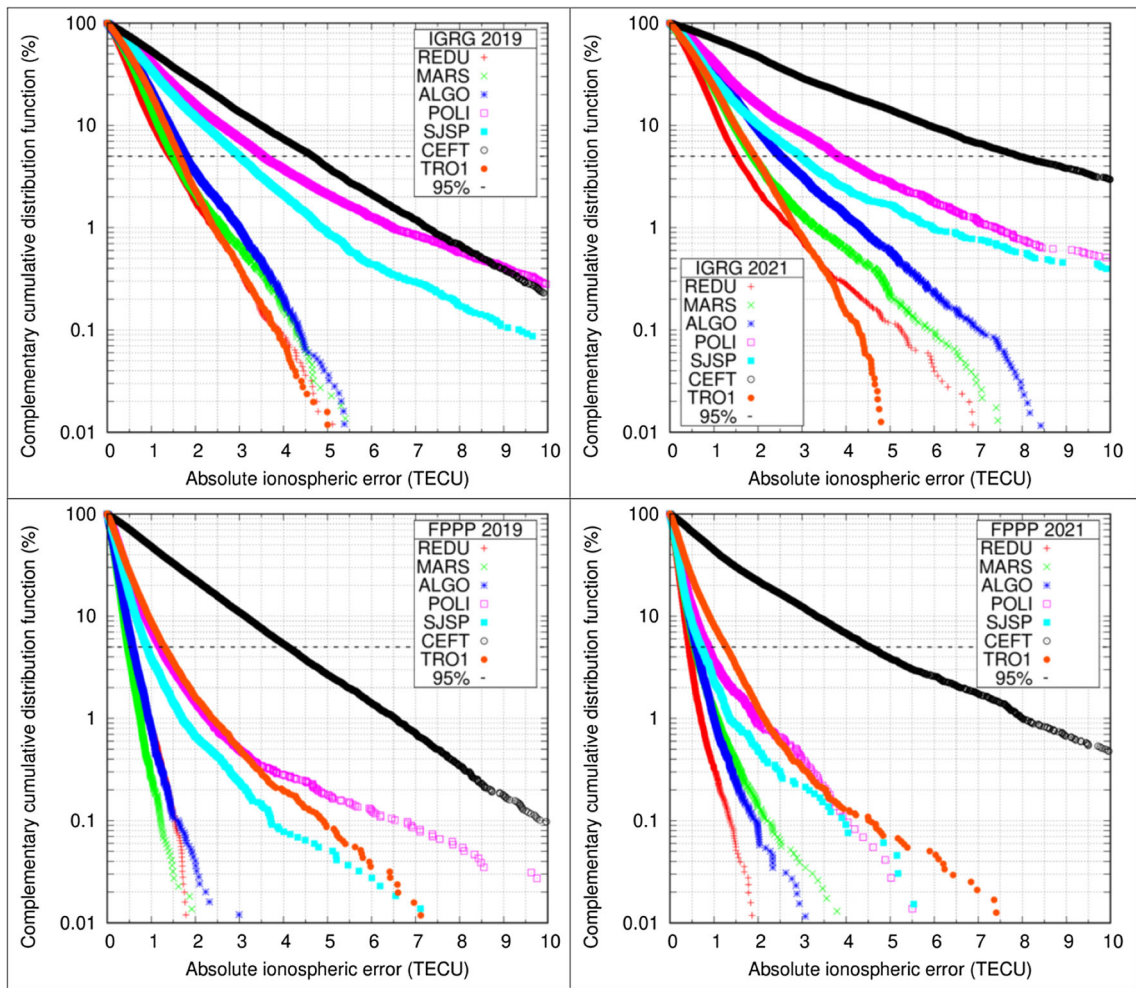 IGRG 2019
REDU
MARS
ALGO
POLI
SJSP
CEFT
TRO1
95%
Complementary cumulative distribution function (%)
100
10
1
0.1
0.01
0 1 2 3 4 5 6 7 8 9 10
Absolute ionospheric error (TECU)
IGRG 2021
REDU
MARS
ALGO
POLI
SJSP
CEFT
TRO1
95%
Complementary cumulative distribution function (%)
100
10
1
0.1
0.01
0 1 2 3 4 5 6 7 8 9 10
Absolute ionospheric error (TECU)
FPPP 2019
REDU
MARS
ALGO
POLI
SJSP
CEFT
TRO1
95%
Complementary cumulative distribution function (%)
100
10
1
0.1
0.01
0 1 2 3 4 5 6 7 8 9 10
Absolute ionospheric error (TECU)
FPPP 2021
REDU
MARS
ALGO
POLI
SJSP
CEFT
TRO1
95%
Complementary cumulative distribution function (%)
100
10
1
0.1
0.01
0 1 2 3 4 5 6 7 8 9 10
Absolute ionospheric error (TECU)